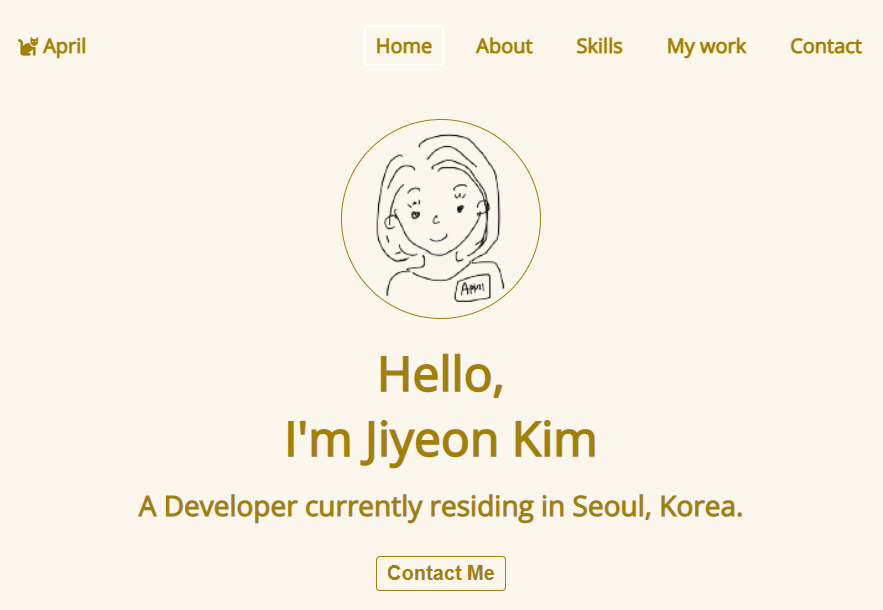 April
Home About Skills My work Contact
April
Hello,
I'm Jiyeon Kim
A Developer currently residing in Seoul, Korea.
Contact Me